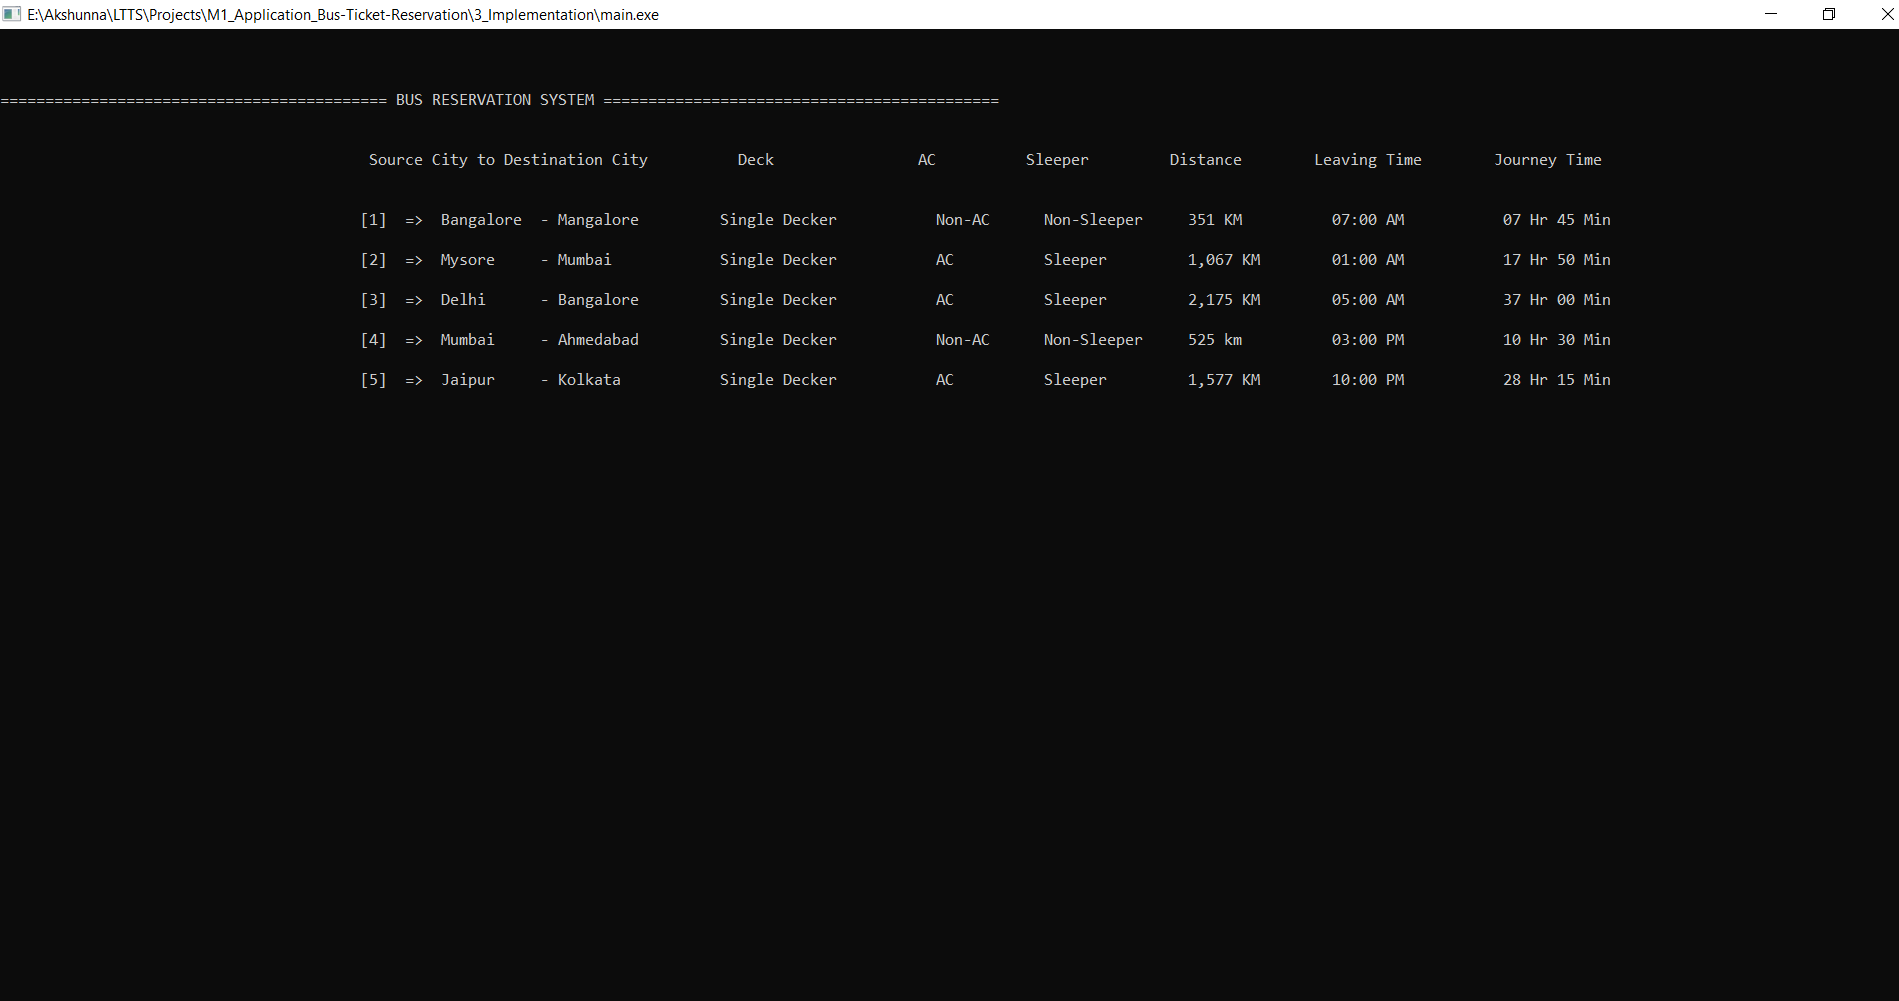 E:\Akshunna\LTTS\Projects\M1_Application_Bus-Ticket-Reservation\3_Implementation\main.exe
=========================================== BUS RESERVATION SYSTEM ============================================
Source City to Destination City Deck AC Sleeper Distance Leaving Time Journey Time
[1] => Bangalore - Mangalore Single Decker Non-AC Non-Sleeper 351 KM 07:00 AM 07 Hr 45 Min
[2] => Mysore - Mumbai Single Decker AC Sleeper 1,067 KM 01:00 AM 17 Hr 50 Min
[3] => Delhi - Bangalore Single Decker AC Sleeper 2,175 KM 05:00 AM 37 Hr 00 Min
[4] => Mumbai - Ahmedabad Single Decker Non-AC Non-Sleeper 525 km 03:00 PM 10 Hr 30 Min
[5] => Jaipur - Kolkata Single Decker AC Sleeper 1,577 KM 10:00 PM 28 Hr 15 Min